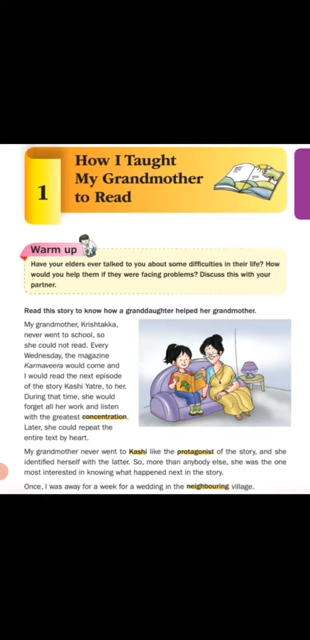 How I Taught
My Grandmother
to Read
1
Warm up
Have your elders ever talked to you about some difficulties in their life? How
would you help them if they were facing problems? Discuss this with your
partner.
Read this story to know how a granddaughter helped her grandmother.
My grandmother, Krishtakka,
never went to school, so
she could not read. Every
Wednesday, the magazine
Karmaveera would come and
I would read the next episode
of the story Kashi Yatre, to her.
During that time, she would
forget all her work and listen
with the greatest concentration.
Later, she could repeat the
entire text by heart.
My grandmother never went to Kashi like the protagonist of the story, and she
identified herself with the latter. So, more than anybody else, she was the one
most interested in knowing what happened next in the story.
Once, I was away for a week for a wedding in the neighbouring village.